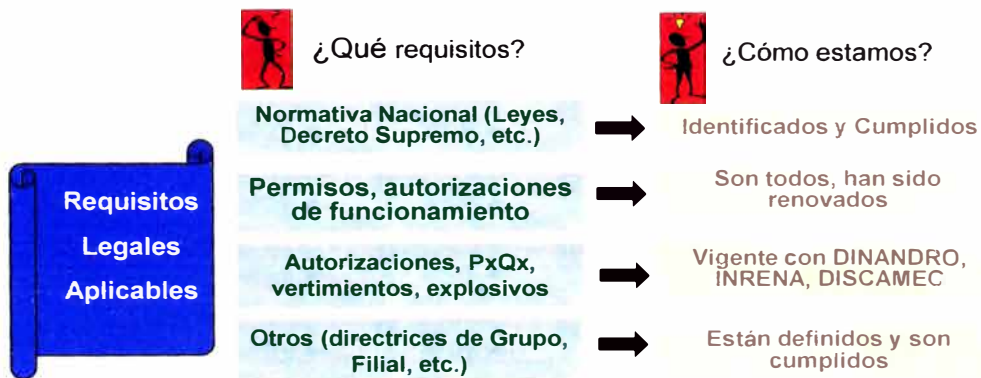 ¿Qué requisitos?
¿Cómo estamos?
Requisitos
Legales
Aplicables
Normativa Nacional (Leyes,
Decreto Supremo, etc.)
Identificados y Cumplidos
Permisos, autorizaciones
de funcionamiento
Son todos, han sido
renovados
Autorizaciones, PxQx,
vertimientos, explosivos
Vigente con DINANDRO,
INRENA, DISCAMEC
Otros (directrices de Grupo,
Filial, etc.)
Están definidos y son
cumplidos